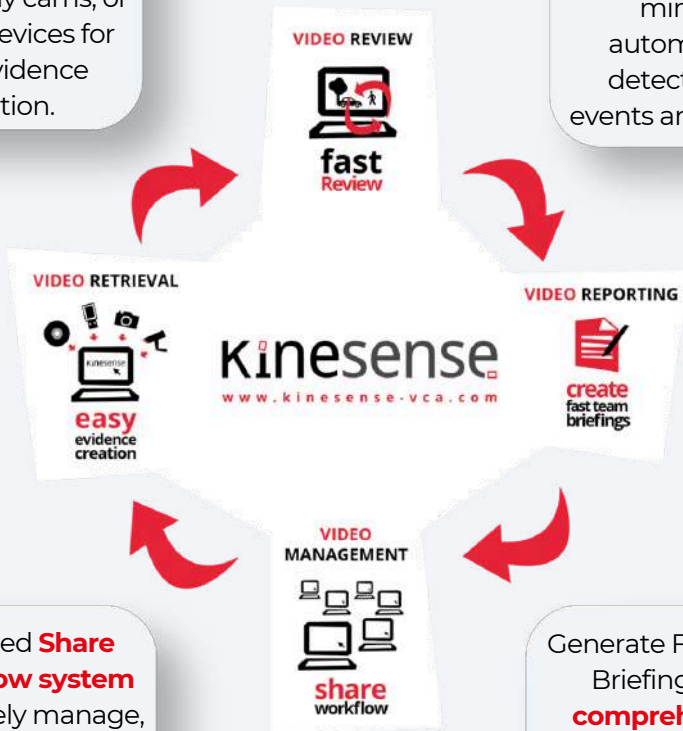 y cams, or
evices for
vidence
tion.
min
autom
detect
events an
VIDEO REVIEW
fast
Review
VIDEO RETRIEVAL
kinesense
easy
evidence
creation
kinesense
www.kinesense-vca.com
VIDEO REPORTING
create
fast team
briefings
VIDEO
MANAGEMENT
share
workflow
ed Share
ow system
ely manage,
Generate F
Briefing
compreh